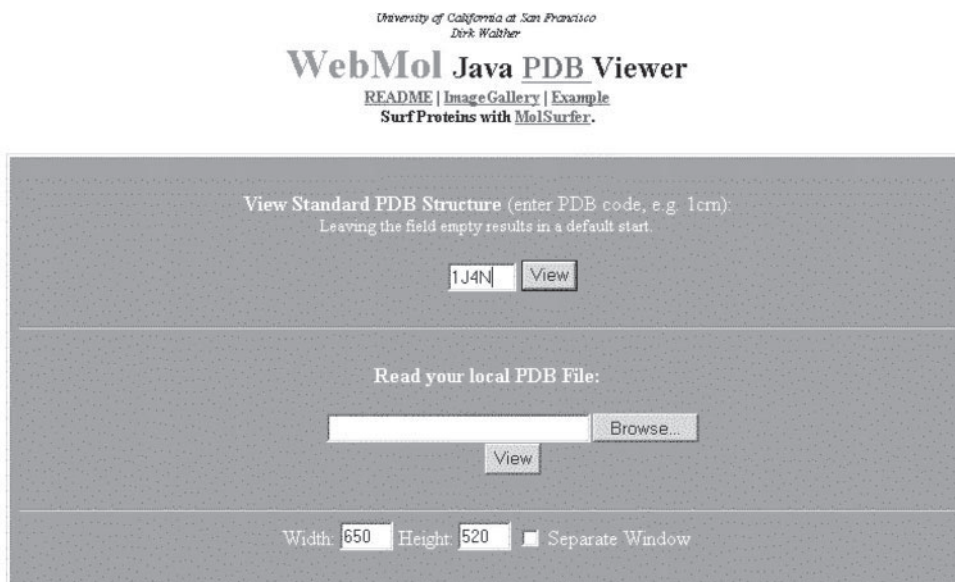 University of California at San Francisco
Dirk Walther
WebMol Java PDB Viewer
README | ImageGallery | Example
Surf Proteins with MolSurfer.
View Standard PDB Structure (enter PDB code, e.g. 1crn):
Leaving the field empty results in a default start.
1J4N View
Read your local PDB File:
Browse...
View
Width: 650 Height: 520 Separate Window